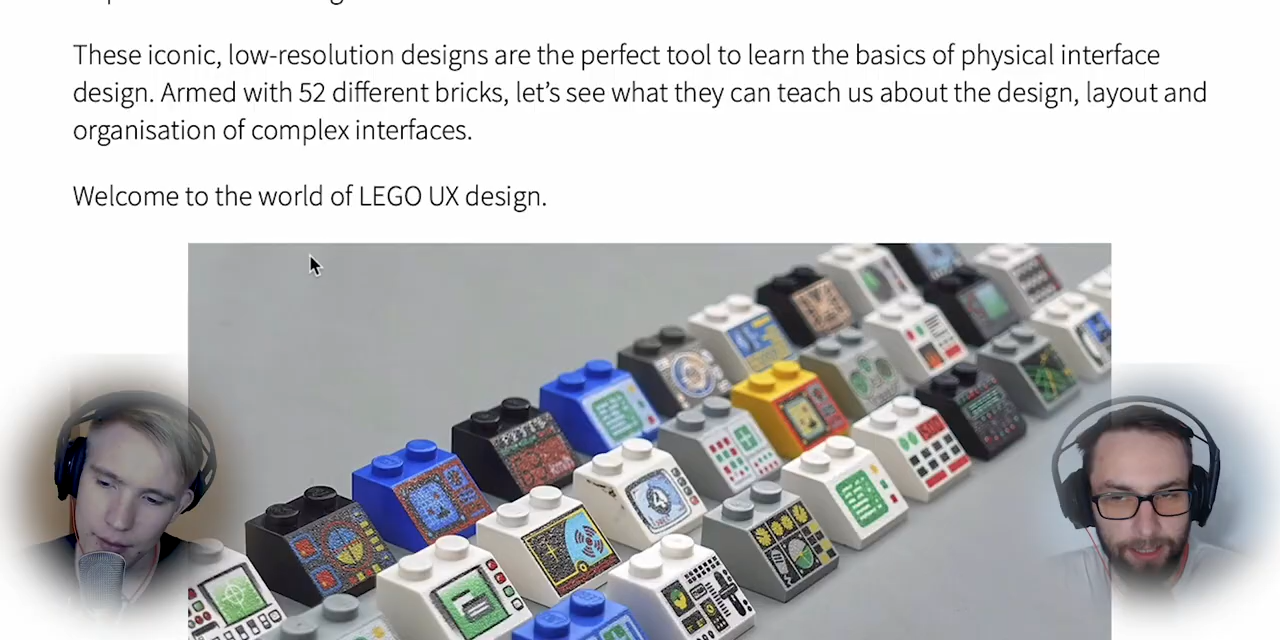 These iconic, low-resolution designs are the perfect tool to learn the basics of physical interface
design. Armed with 52 different bricks, let’s see what they can teach us about the design, layout and
organisation of complex interfaces.
Welcome to the world of LEGO UX design.